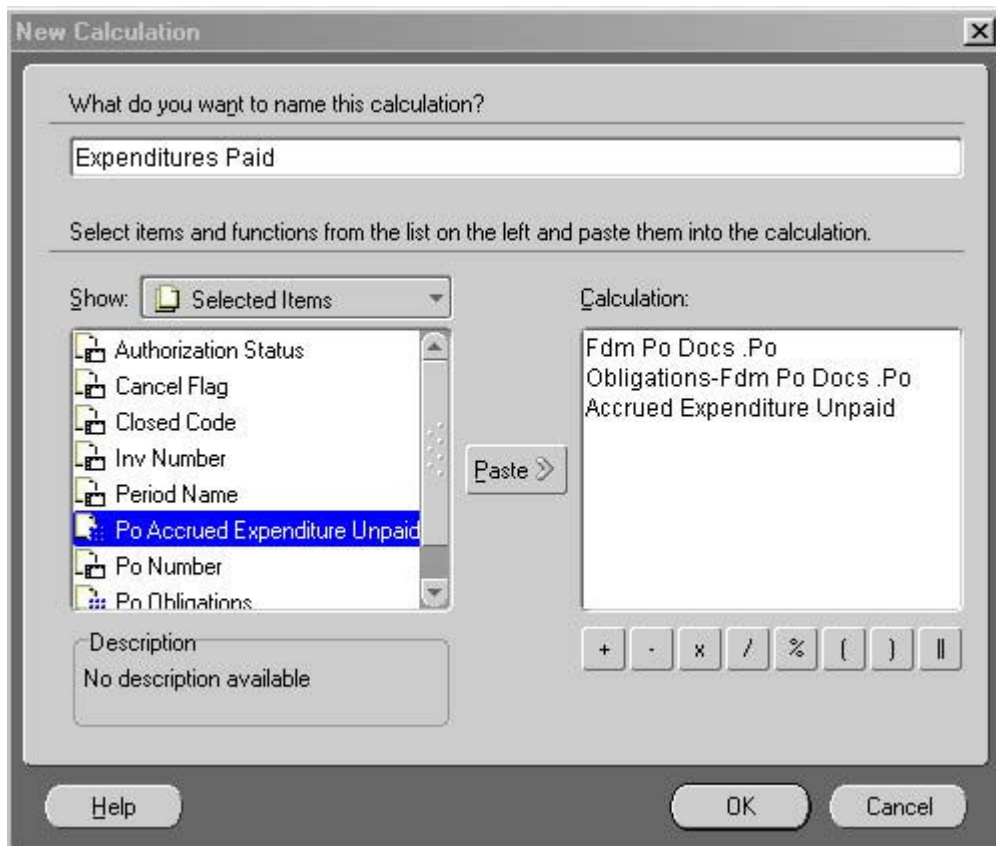 New Calculation
What do you want to name this calculation?
Expenditures Paid
Select items and functions from the list on the left and paste them into the calculation.
Show: Selected Items
Calculation:
Authorization Status
Cancel Flag
Closed Code
Inv Number
Period Name
Po Accrued Expenditure Unpaid
Po Number
Po Obligations
Paste
Fdm Po Docs .Po
Obligations-Fdm Po Docs .Po
Accrued Expenditure Unpaid
+ - x / % ( ) ||
Description
No description available
Help
OK
Cancel